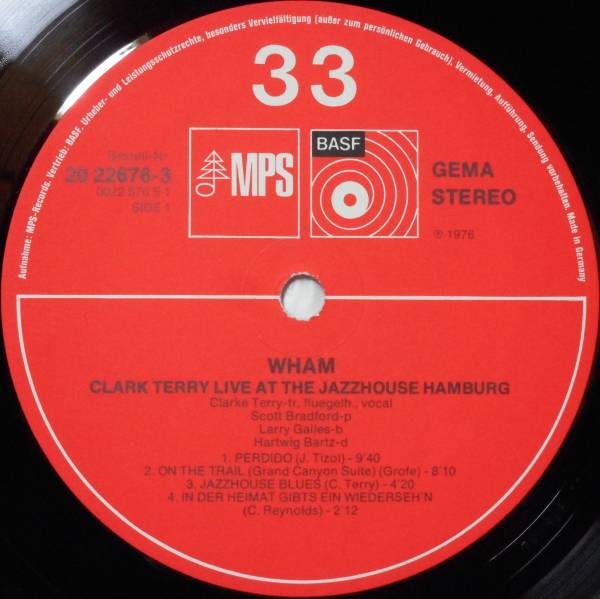 Aufnahme: MPS-Records. Vertrieb: BASF, Urheber- und Leistungsschutzrechte, besonders Vervielfältigung (außer zum persönlichen Gebrauch), Vermietung, Aufführung, Sendung vorbehalten. Made in Germany
33
MPS
BASF
Bestell-Nr
20 22676-3
SIDE 1
GEMA
STEREO
℗ 1976
WHAM
CLARK TERRY LIVE AT THE JAZZHOUSE HAMBURG
Clarke Terry-tr, fluegelh., vocal
Scott Bradford-p
Larry Gailes-b
Hartwig Bartz-d
1. PERDIDO (J. Tizol) - 9'40
2. ON THE TRAIL (Grand Canyon Suite) (Grofe) - 8'10
3. JAZZHOUSE BLUES (C. Terry) - 4'20
4. IN DER HEIMAT GIBTS EIN WIEDERSEH'N
(C. Reynolds) - 2'12